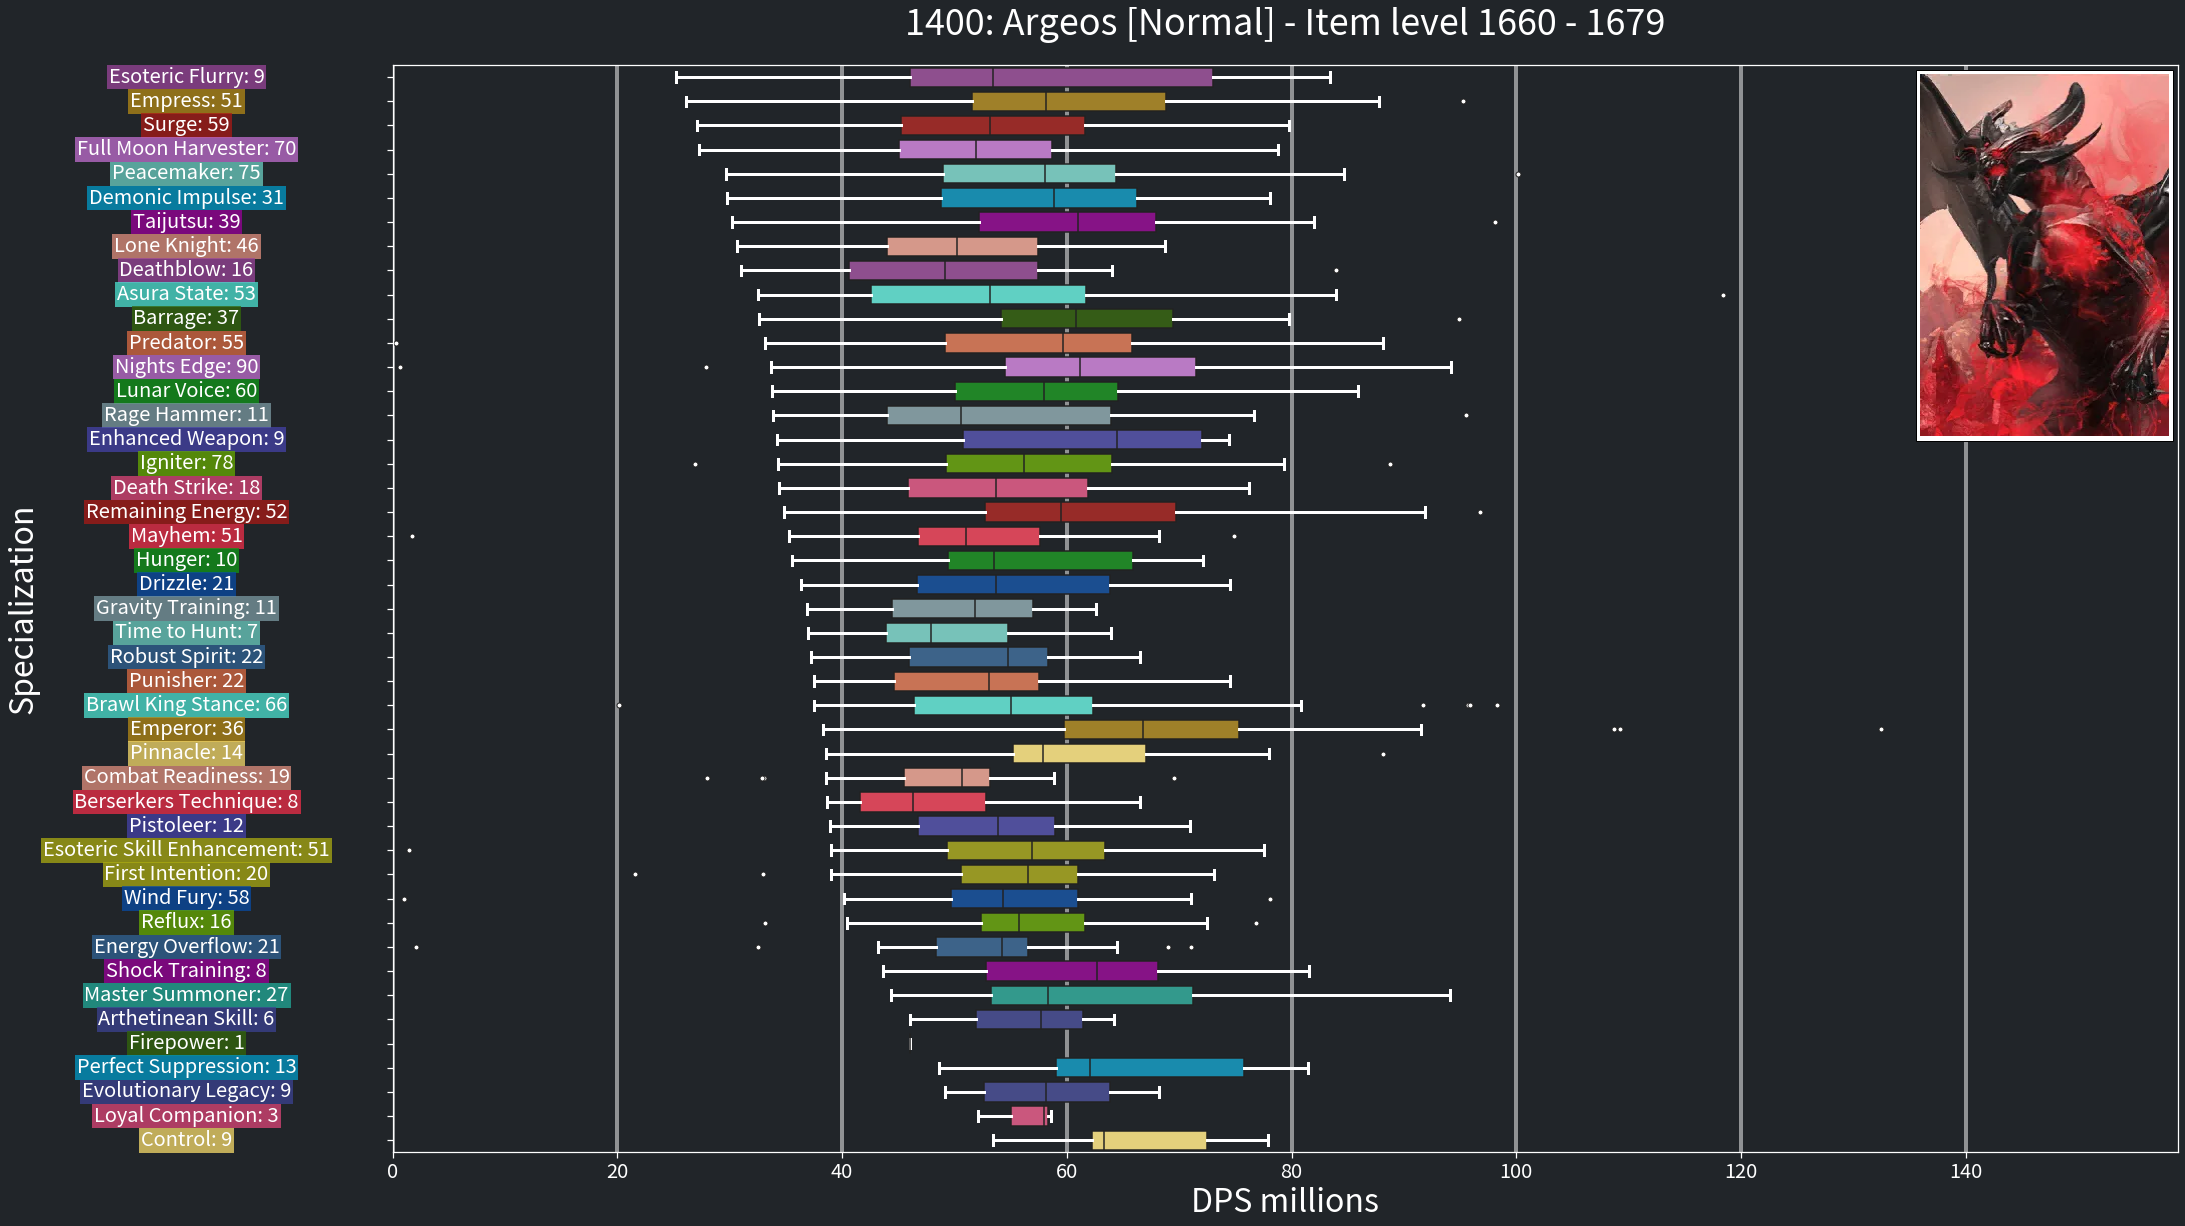 1400: Argeos [Normal] - Item level 1660 - 1679
Specialization
Esoteric Flurry: 9
Empress: 51
Surge: 59
Full Moon Harvester: 70
Peacemaker: 75
Demonic Impulse: 31
Taijutsu: 39
Lone Knight: 46
Deathblow: 16
Asura State: 53
Barrage: 37
Predator: 55
Nights Edge: 90
Lunar Voice: 60
Rage Hammer: 11
Enhanced Weapon: 9
Igniter: 78
Death Strike: 18
Remaining Energy: 52
Mayhem: 51
Hunger: 10
Drizzle: 21
Gravity Training: 11
Time to Hunt: 7
Robust Spirit: 22
Punisher: 22
Brawl King Stance: 66
Emperor: 36
Pinnacle: 14
Combat Readiness: 19
Berserkers Technique: 8
Pistoleer: 12
Esoteric Skill Enhancement: 51
First Intention: 20
Wind Fury: 58
Reflux: 16
Energy Overflow: 21
Shock Training: 8
Master Summoner: 27
Arthetinean Skill: 6
Firepower: 1
Perfect Suppression: 13
Evolutionary Legacy: 9
Loyal Companion: 3
Control: 9
0 20 40 60 80 100 120 140
DPS millions